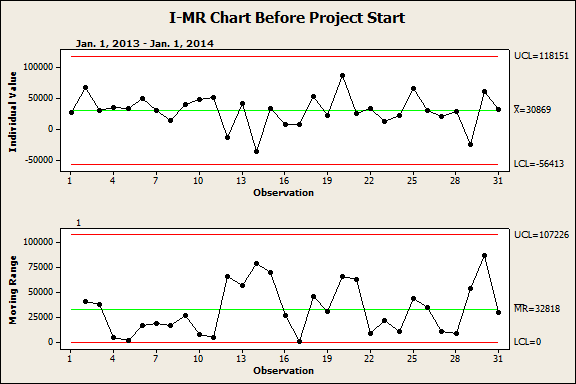 I-MR Chart Before Project Start
Jan. 1, 2013 - Jan. 1, 2014
Individual Value
100000
50000
0
-50000
UCL=118151
X̅=30869
LCL=-56413
1 4 7 10 13 16 19 22 25 28 31
Observation
1
Moving Range
100000
75000
50000
25000
0
UCL=107226
M̅R̅=32818
LCL=0
1 4 7 10 13 16 19 22 25 28 31
Observation